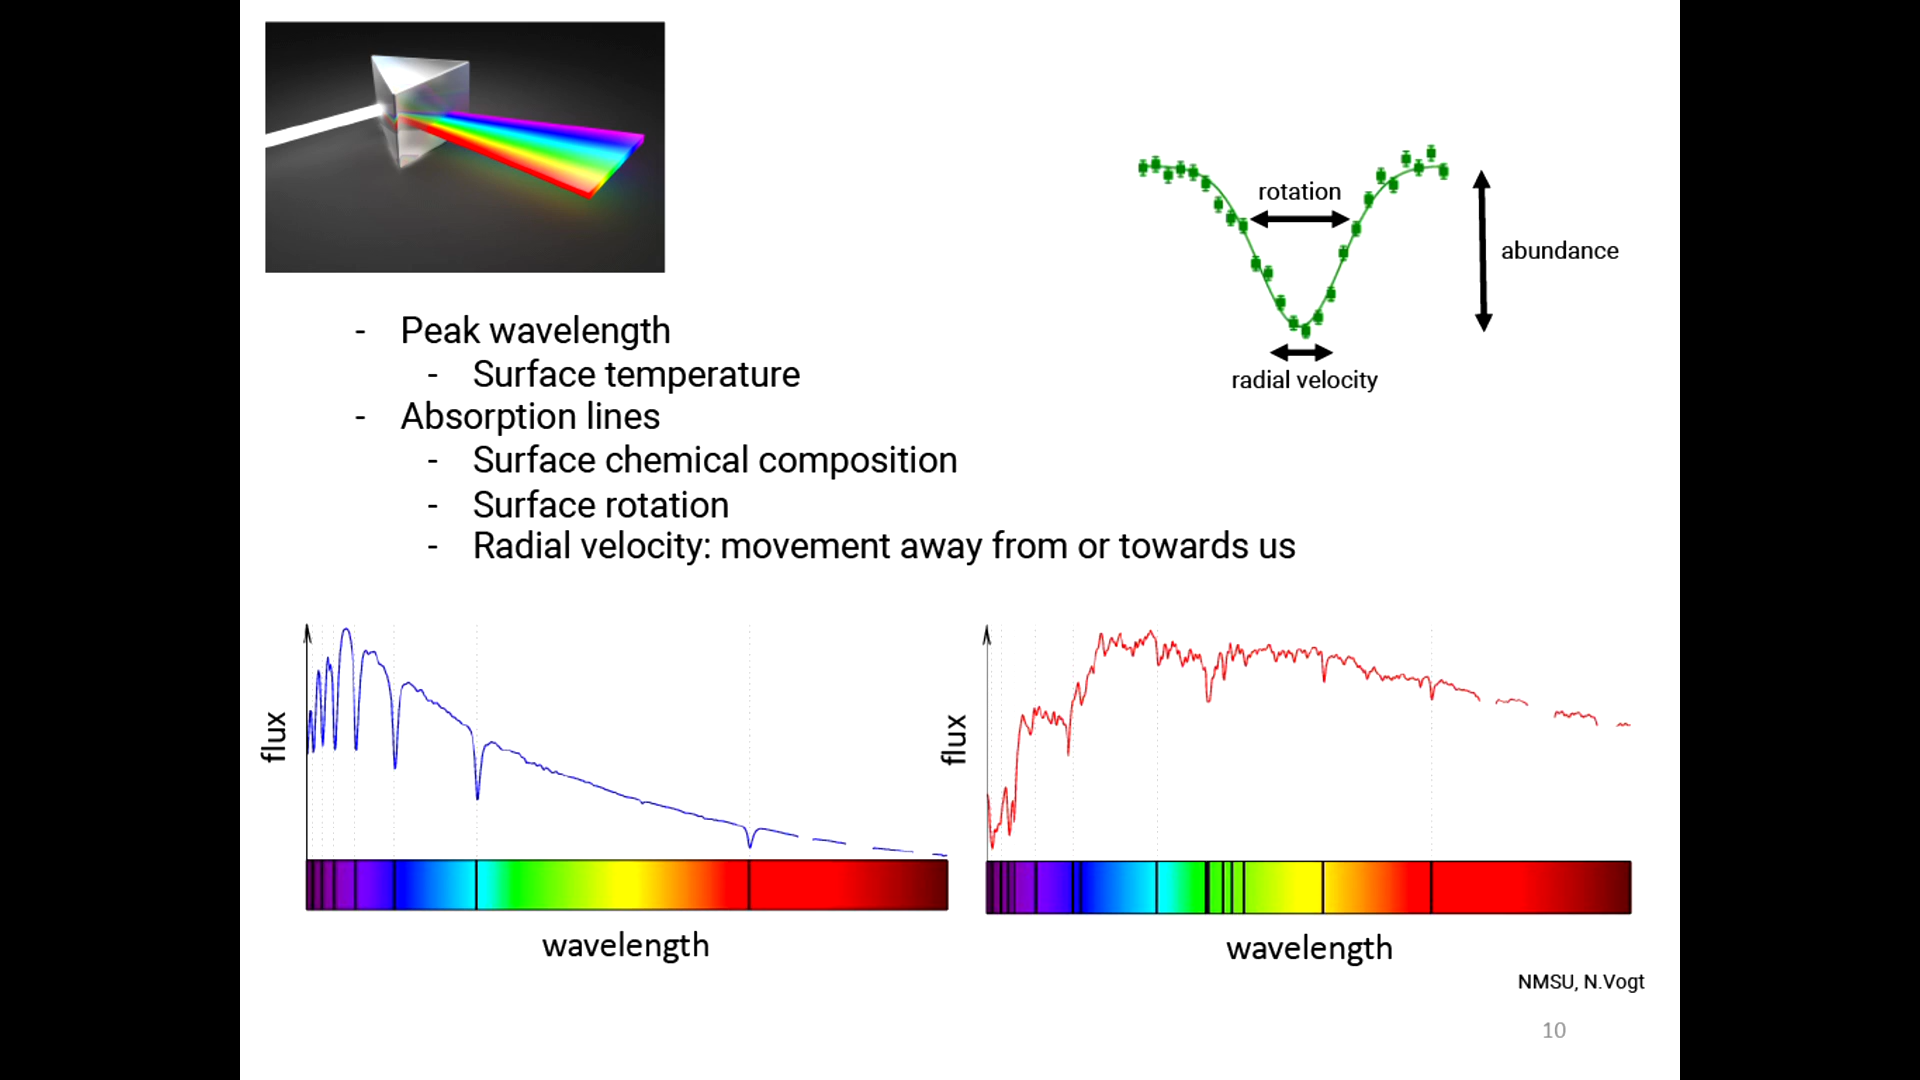 rotation
abundance
radial velocity
- Peak wavelength
- Surface temperature
- Absorption lines
- Surface chemical composition
- Surface rotation
- Radial velocity: movement away from or towards us
flux
wavelength
flux
wavelength
NMSU, N.Vogt
10